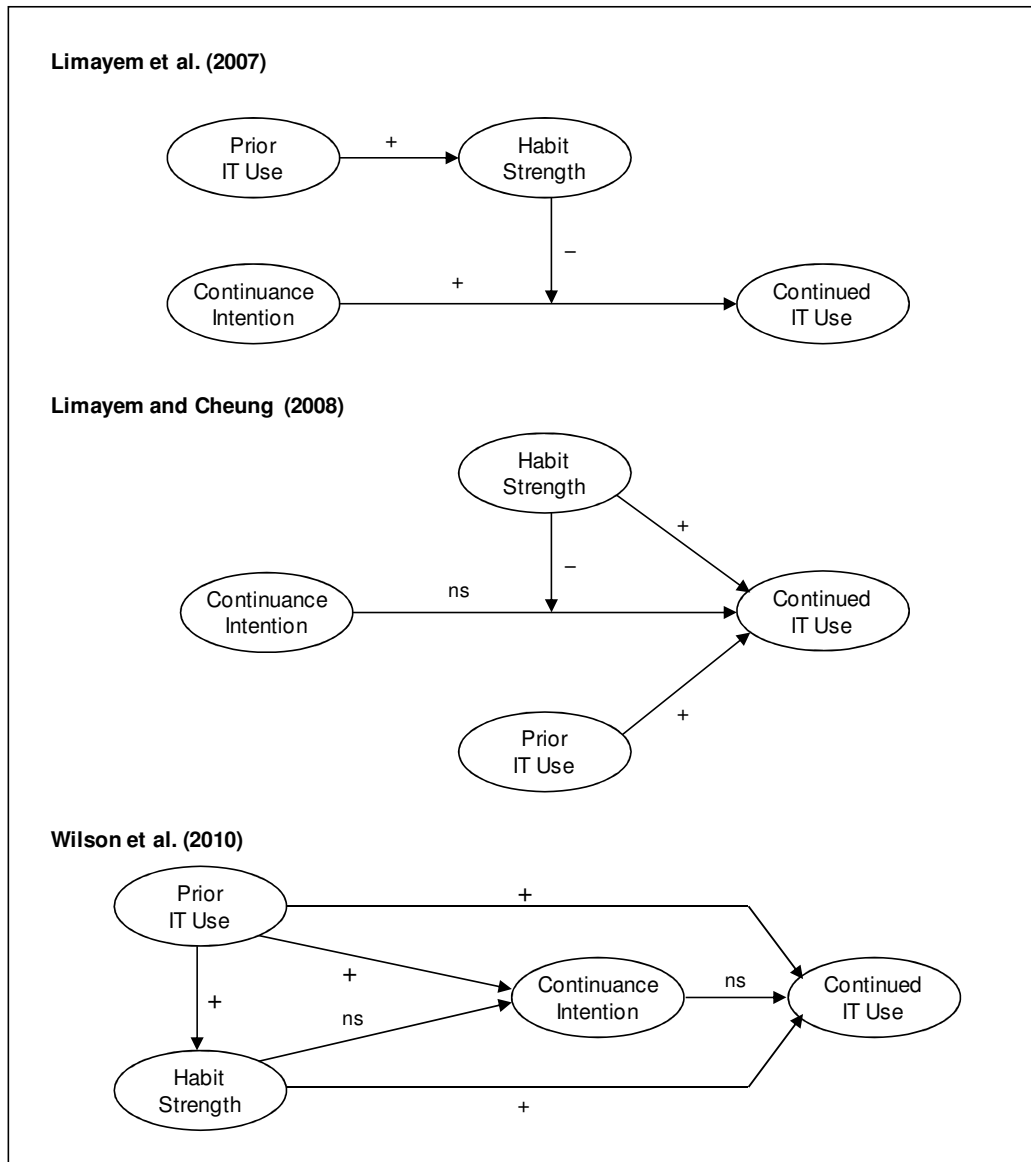 Limayem et al. (2007)
Prior
IT Use
+
Habit
Strength
–
Continuance
Intention
+
Continued
IT Use
Limayem and Cheung (2008)
Habit
Strength
+
–
Continuance
Intention
ns
Continued
IT Use
+
Prior
IT Use
Wilson et al. (2010)
Prior
IT Use
+
+
Continuance
Intention
ns
Continued
IT Use
+
ns
Habit
Strength
+